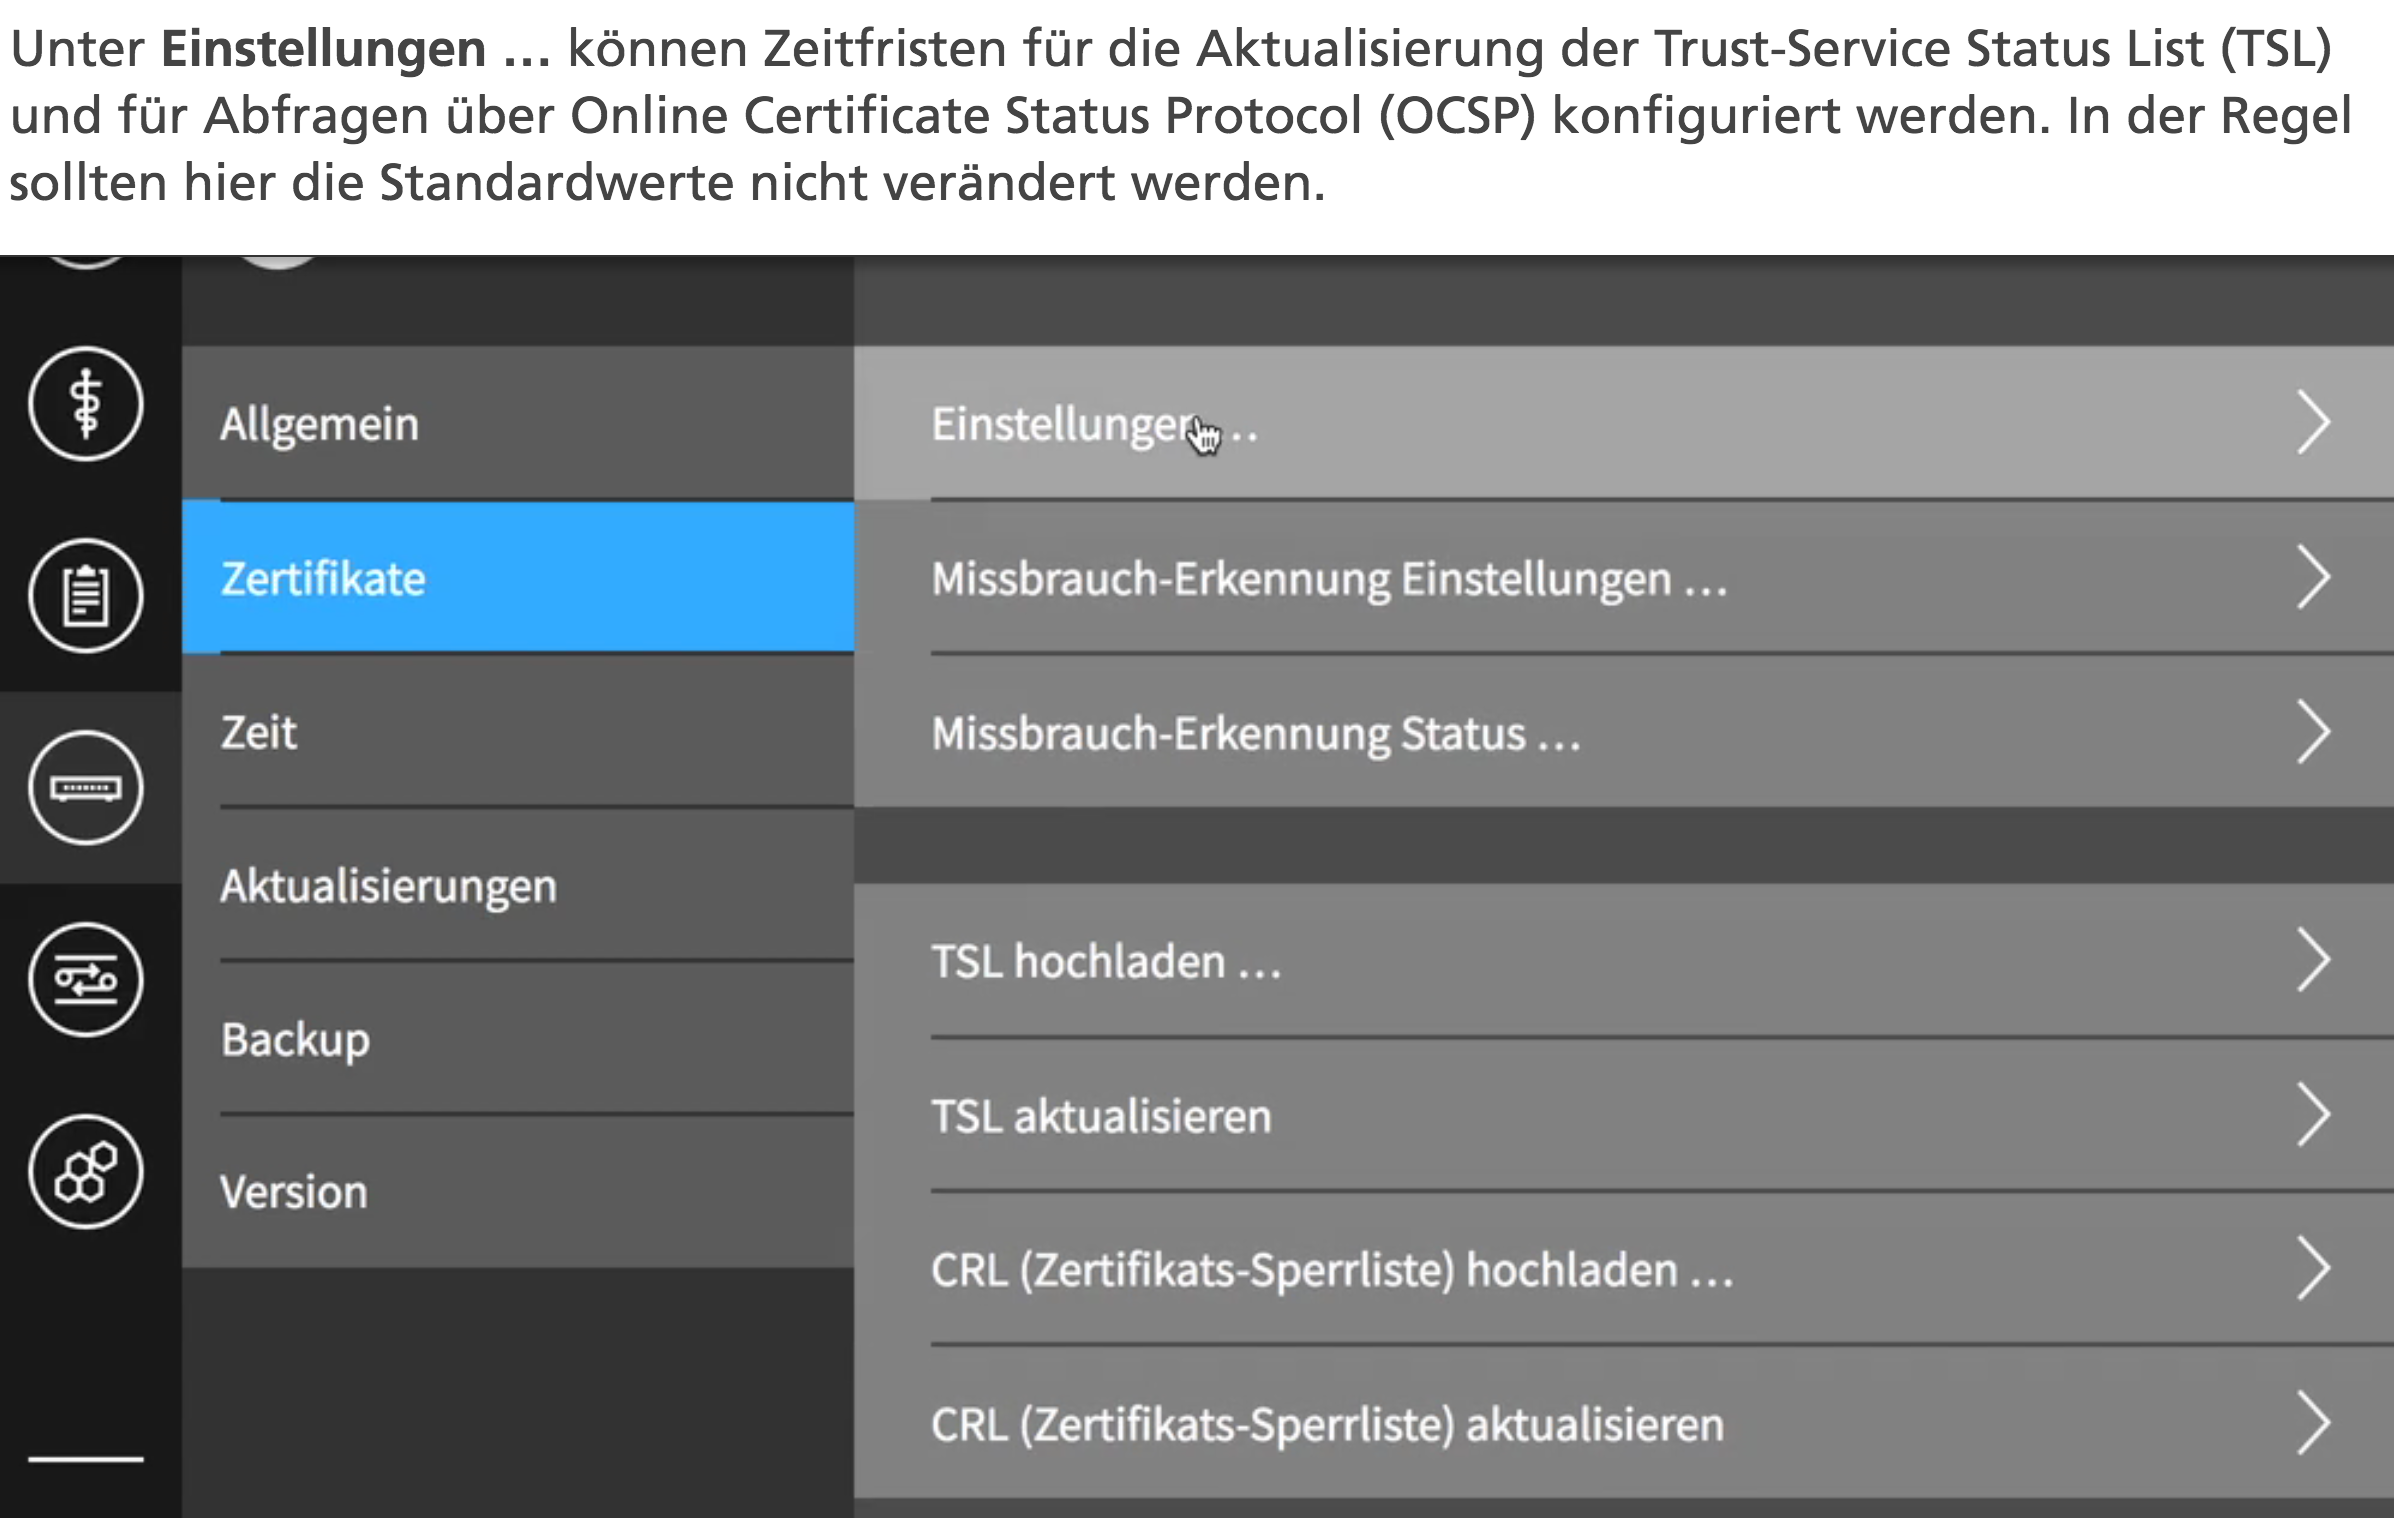 Unter Einstellungen … können Zeitfristen für die Aktualisierung der Trust-Service Status List (TSL)
und für Abfragen über Online Certificate Status Protocol (OCSP) konfiguriert werden. In der Regel
sollten hier die Standardwerte nicht verändert werden.
Allgemein
Zertifikate
Zeit
Aktualisierungen
Backup
Version
Einstellungen …
Missbrauch-Erkennung Einstellungen …
Missbrauch-Erkennung Status …
TSL hochladen …
TSL aktualisieren
CRL (Zertifikats-Sperrliste) hochladen …
CRL (Zertifikats-Sperrliste) aktualisieren